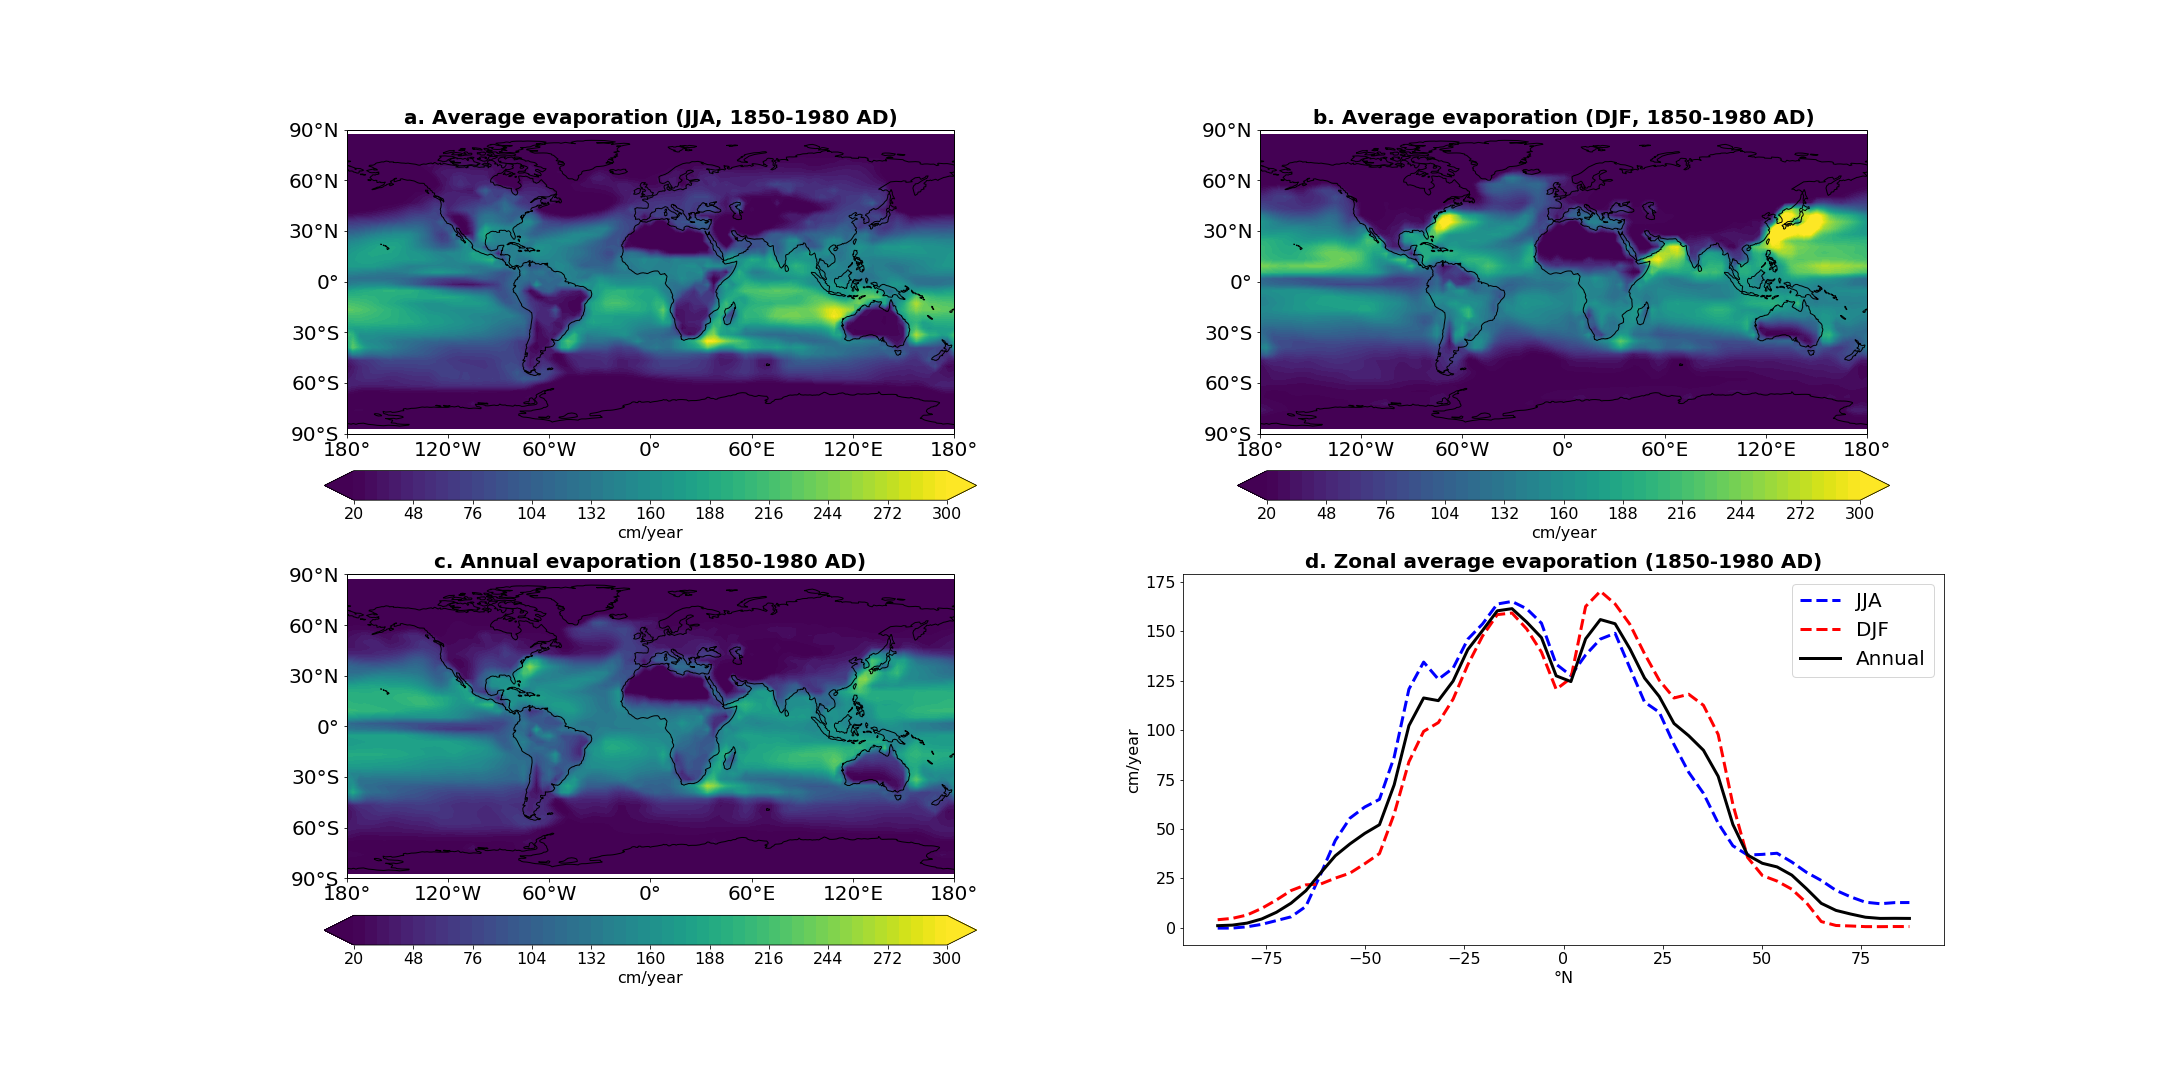 a. Average evaporation (JJA, 1850-1980 AD)
90°N
60°N
30°N
0°
30°S
60°S
90°S
180° 120°W 60°W 0° 60°E 120°E 180°
20 48 76 104 132 160 188 216 244 272 300
cm/year
b. Average evaporation (DJF, 1850-1980 AD)
90°N
60°N
30°N
0°
30°S
60°S
90°S
180° 120°W 60°W 0° 60°E 120°E 180°
20 48 76 104 132 160 188 216 244 272 300
cm/year
c. Annual evaporation (1850-1980 AD)
90°N
60°N
30°N
0°
30°S
60°S
90°S
180° 120°W 60°W 0° 60°E 120°E 180°
20 48 76 104 132 160 188 216 244 272 300
cm/year
d. Zonal average evaporation (1850-1980 AD)
175
150
125
100
75
50
25
0
cm/year
JJA
DJF
Annual
−75 −50 −25 0 25 50 75
°N